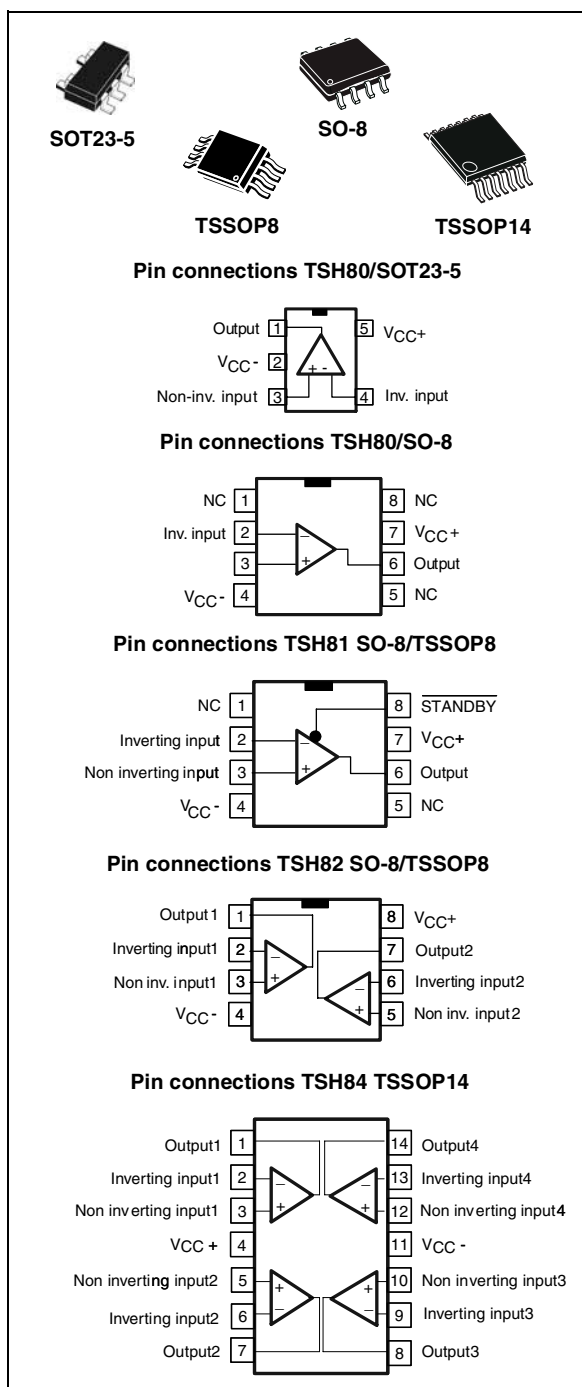 SOT23-5
SO-8
TSSOP8
TSSOP14
Pin connections TSH80/SOT23-5
Output 1 5 VCC+
VCC- 2
+ -
Non-inv. input 3 4 Inv. input
Pin connections TSH80/SO-8
NC 1 8 NC
Inv. input 2 – 7 VCC+
3 + 6 Output
VCC- 4 5 NC
Pin connections TSH81 SO-8/TSSOP8
NC 1 8 STANDBY
Inverting input 2 – 7 VCC+
Non inverting input 3 + 6 Output
VCC- 4 5 NC
Pin connections TSH82 SO-8/TSSOP8
Output1 1 8 VCC+
Inverting input1 2 – 7 Output2
Non inv. input1 3 + – 6 Inverting input2
VCC- 4 + 5 Non inv. input2
Pin connections TSH84 TSSOP14
Output1 1 14 Output4
Inverting input1 2 – – 13 Inverting input4
Non inverting input1 3 + + 12 Non inverting input4
VCC + 4 11 VCC -
Non inverting input2 5 + + 10 Non inverting input3
Inverting input2 6 – – 9 Inverting input3
Output2 7 8 Output3